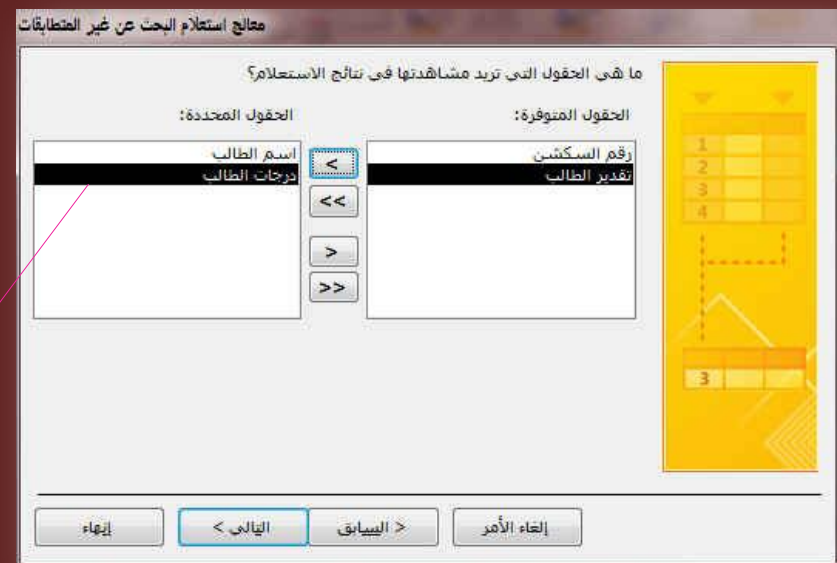 معالج استعلام البحث عن غير المتطابقات
ما هي الحقول التي تريد مشاهدتها في نتائج الاستعلام؟
الحقول المتوفرة:
الحقول المحددة:
رقم السكشن
تقدير الطالب
<
<<
>
>>
اسم الطالب
درجات الطالب
1
2
3
4
3
إلغاء الأمر
< السابق
التالي >
إنهاء